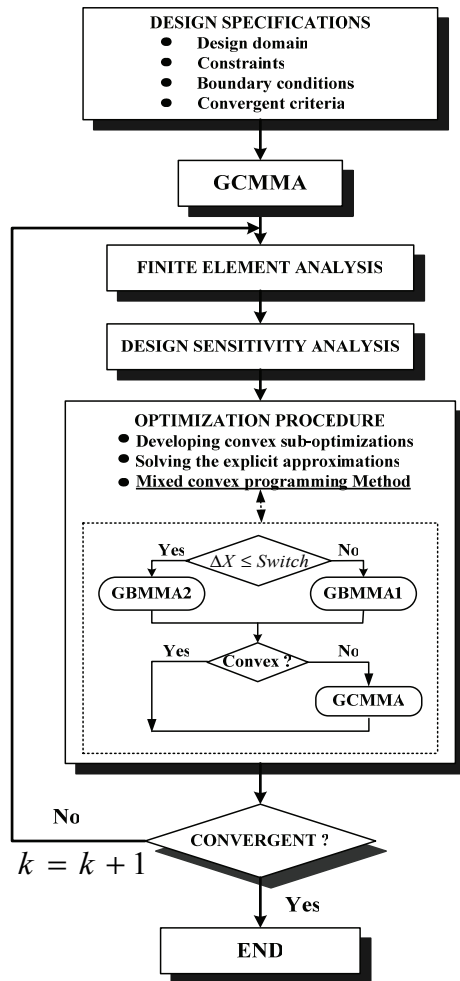 DESIGN SPECIFICATIONS
● Design domain
● Constraints
● Boundary conditions
● Convergent criteria
GCMMA
FINITE ELEMENT ANALYSIS
DESIGN SENSITIVITY ANALYSIS
OPTIMIZATION PROCEDURE
● Developing convex sub-optimizations
● Solving the explicit approximations
● Mixed convex programming Method
Yes
ΔX ≤ Switch
No
GBMMA2
GBMMA1
Yes
Convex ?
No
GCMMA
No
CONVERGENT ?
k = k + 1
Yes
END